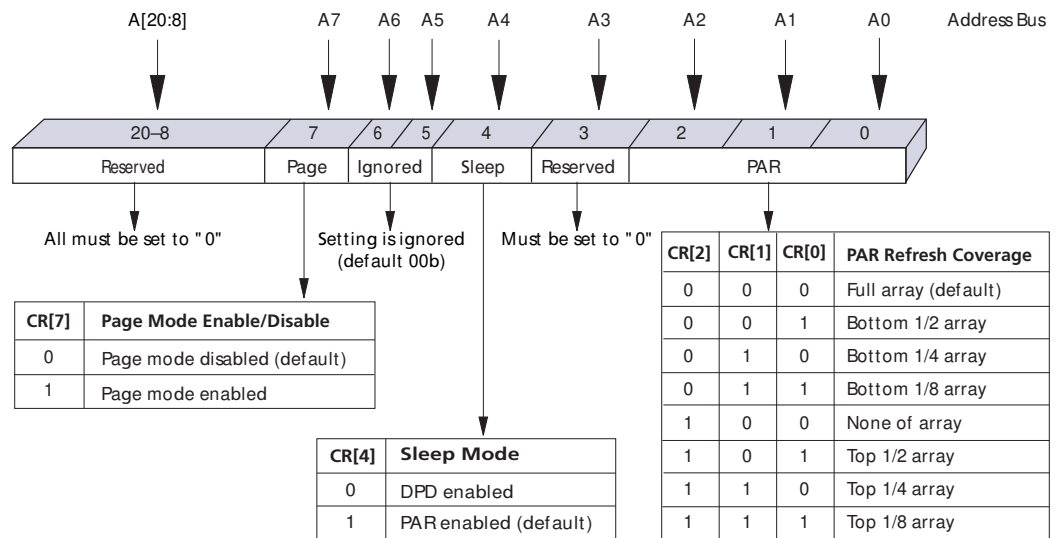 A[20:8] A7 A6 A5 A4 A3 A2 A1 A0 Address Bus
20–8 7 6 5 4 3 2 1 0
Reserved Page Ignored Sleep Reserved PAR
All must be set to "0"
Setting is ignored
(default 00b)
Must be set to "0"
CR[7] Page Mode Enable/Disable
0 Page mode disabled (default)
1 Page mode enabled
CR[4] Sleep Mode
0 DPD enabled
1 PAR enabled (default)
CR[2] CR[1] CR[0] PAR Refresh Coverage
0 0 0 Full array (default)
0 0 1 Bottom 1/2 array
0 1 0 Bottom 1/4 array
0 1 1 Bottom 1/8 array
1 0 0 None of array
1 0 1 Top 1/2 array
1 1 0 Top 1/4 array
1 1 1 Top 1/8 array